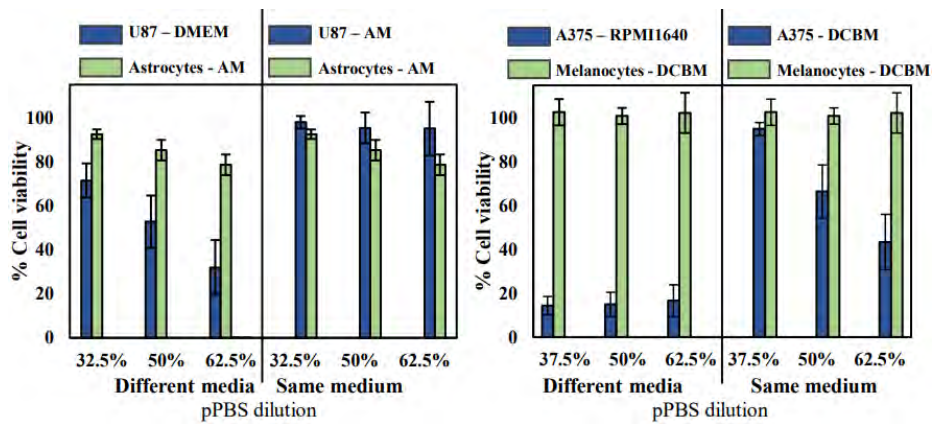 U87 – DMEM
Astrocytes - AM
U87 – AM
Astrocytes - AM
% Cell viability
100
80
60
40
20
0
32.5% 50% 62.5% 32.5% 50% 62.5%
Different media Same medium
pPBS dilution
A375 – RPMI1640
Melanocytes - DCBM
A375 - DCBM
Melanocytes - DCBM
% Cell viability
100
80
60
40
20
0
37.5% 50% 62.5% 37.5% 50% 62.5%
Different media Same medium
pPBS dilution